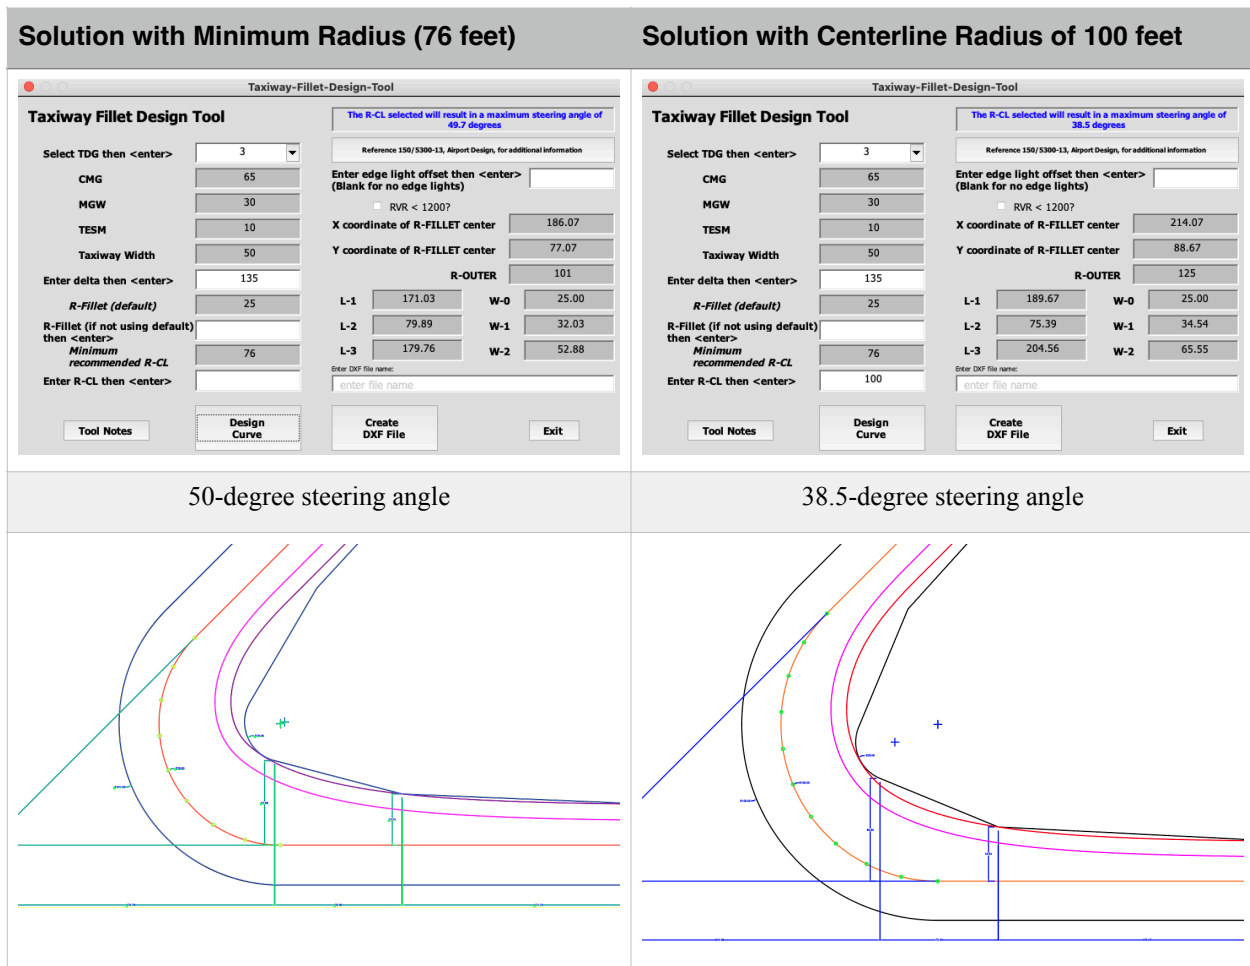 Solution with Minimum Radius (76 feet)
Solution with Centerline Radius of 100 feet
Taxiway-Fillet-Design-Tool
Taxiway Fillet Design Tool
The R-CL selected will result in a maximum steering angle of
49.7 degrees
Select TDG then <enter> 3
Reference 150/5300-13, Airport Design, for additional information
CMG 65
Enter edge light offset then <enter>
(Blank for no edge lights)
MGW 30
RVR < 1200?
TESM 10
X coordinate of R-FILLET center 186.07
Taxiway Width 50
Y coordinate of R-FILLET center 77.07
Enter delta then <enter> 135
R-OUTER 101
R-Fillet (default) 25
L-1 171.03 W-0 25.00
R-Fillet (if not using default)
then <enter>
L-2 79.89 W-1 32.03
Minimum
recommended R-CL 76
L-3 179.76 W-2 52.88
Enter DXF file name:
Enter R-CL then <enter>
enter file name
Tool Notes
Design
Curve
Create
DXF File
Exit
Taxiway-Fillet-Design-Tool
Taxiway Fillet Design Tool
The R-CL selected will result in a maximum steering angle of
38.5 degrees
Select TDG then <enter> 3
Reference 150/5300-13, Airport Design, for additional information
CMG 65
Enter edge light offset then <enter>
(Blank for no edge lights)
MGW 30
RVR < 1200?
TESM 10
X coordinate of R-FILLET center 214.07
Taxiway Width 50
Y coordinate of R-FILLET center 88.67
Enter delta then <enter> 135
R-OUTER 125
R-Fillet (default) 25
L-1 189.67 W-0 25.00
R-Fillet (if not using default)
then <enter>
L-2 75.39 W-1 34.54
Minimum
recommended R-CL 76
L-3 204.56 W-2 65.55
Enter DXF file name:
Enter R-CL then <enter> 100
enter file name
Tool Notes
Design
Curve
Create
DXF File
Exit
50-degree steering angle
38.5-degree steering angle